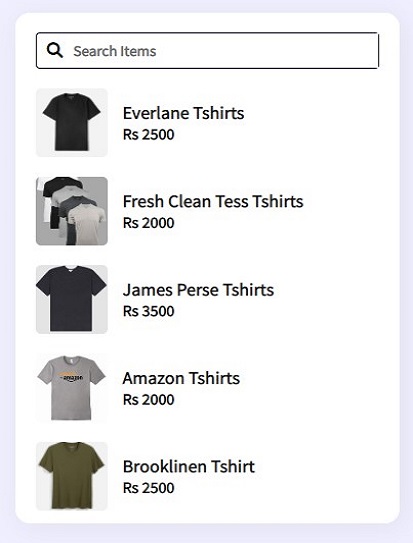 Search Items
Everlane Tshirts
Rs 2500
Fresh Clean Tess Tshirts
Rs 2000
James Perse Tshirts
Rs 3500
amazon
Amazon Tshirts
Rs 2000
Brooklinen Tshirt
Rs 2500